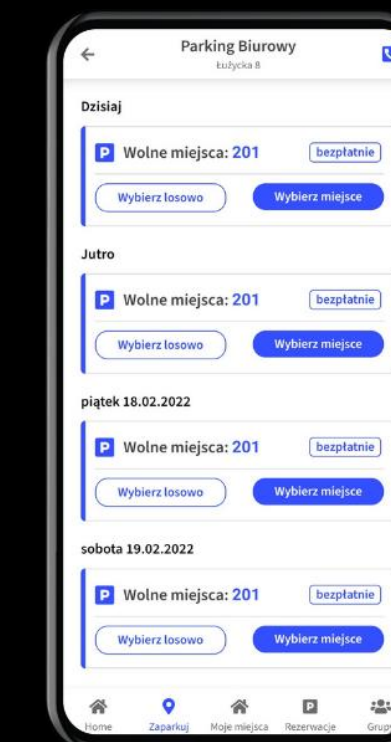 Parking Biurowy
Łużycka 8
Dzisiaj
P Wolne miejsca: 201 bezpłatnie
Wybierz losowo Wybierz miejsce
Jutro
P Wolne miejsca: 201 bezpłatnie
Wybierz losowo Wybierz miejsce
piątek 18.02.2022
P Wolne miejsca: 201 bezpłatnie
Wybierz losowo Wybierz miejsce
sobota 19.02.2022
P Wolne miejsca: 201 bezpłatnie
Wybierz losowo Wybierz miejsce
P
Home Zaparkuj Moje miejsca Rezerwacje Grupy